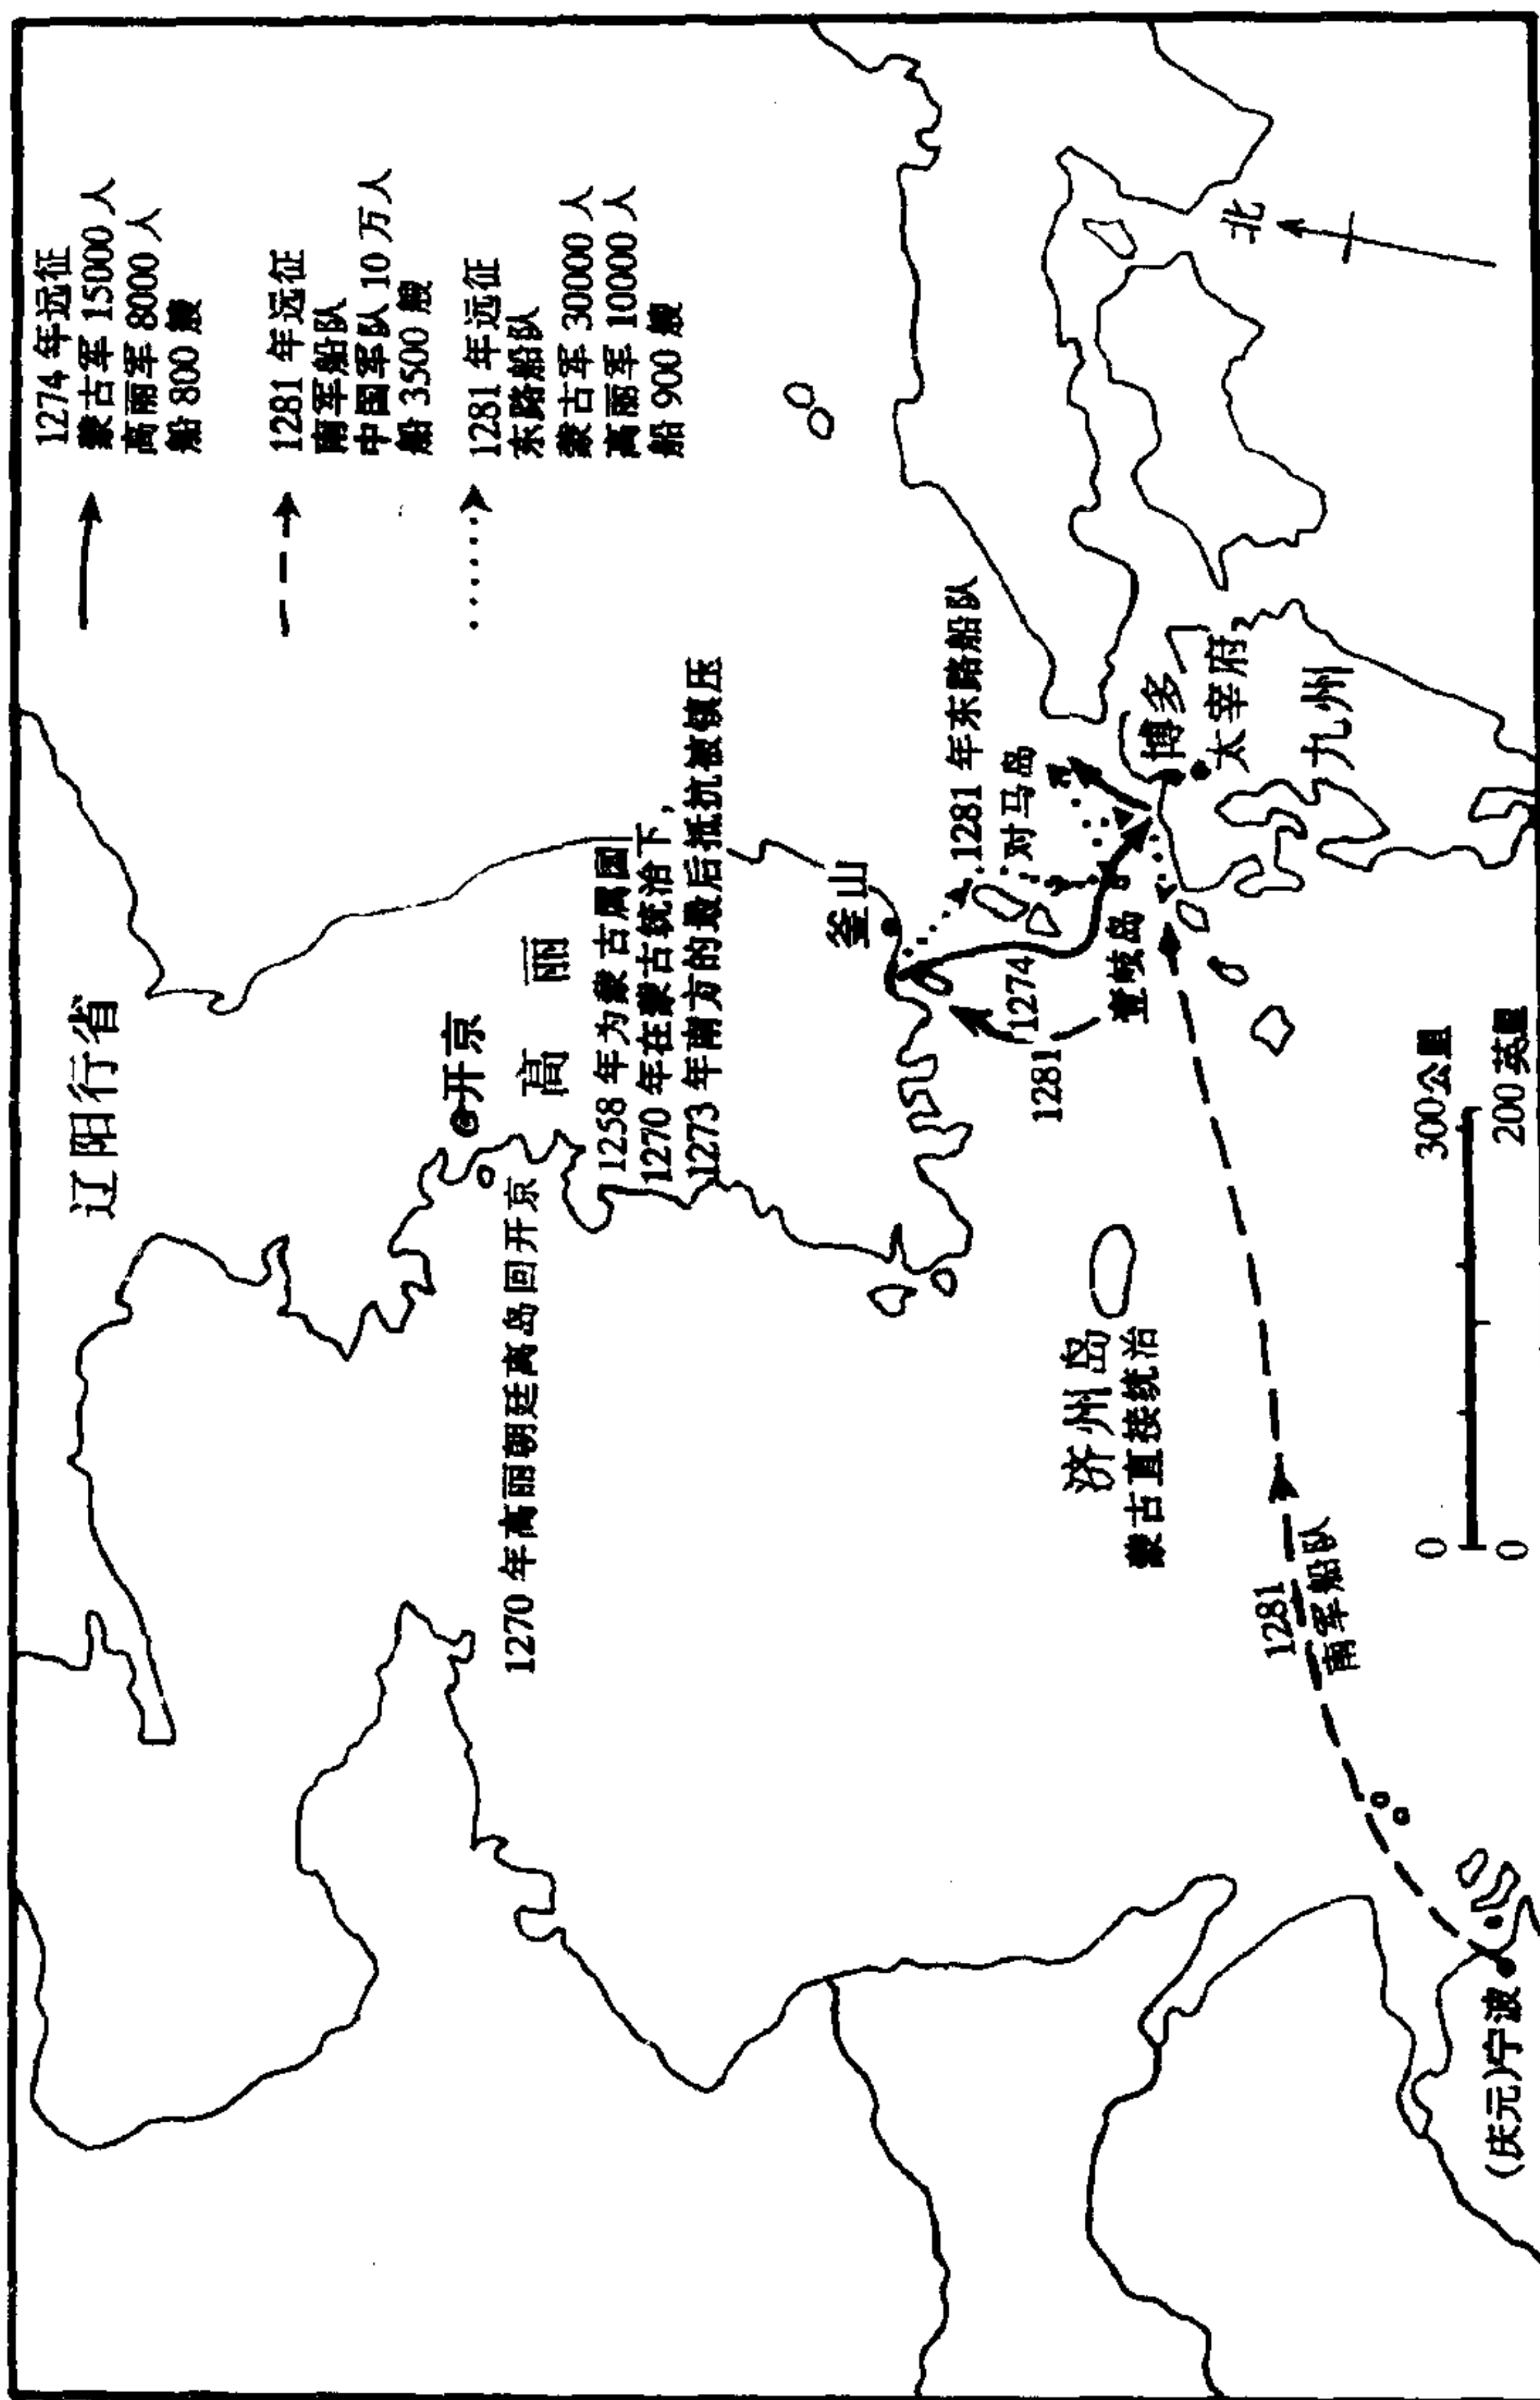 1274 年远征
蒙古军 15000 人
高丽军 8000 人
船 800 艘
1281 年远征
南军船队
中国军队 10 万人
船 3500 艘
1281 年远征
东路船队
蒙古军 30000 人
高丽军 10000 人
船 900 艘
辽阳行省
开京
高丽
1270 年高丽朝廷离岛回开京
1258 年为蒙古属国
1270 年在蒙古统治下,
1273 年南方的最后抵抗被镇压
釜山
1281 年东路船队
对马岛
1274
1281
壹岐岛
博多
太宰府
九州
济州岛
蒙古直接统治
1281
南军船队
(庆元)宁波
北
0
300公里
0
200 英里